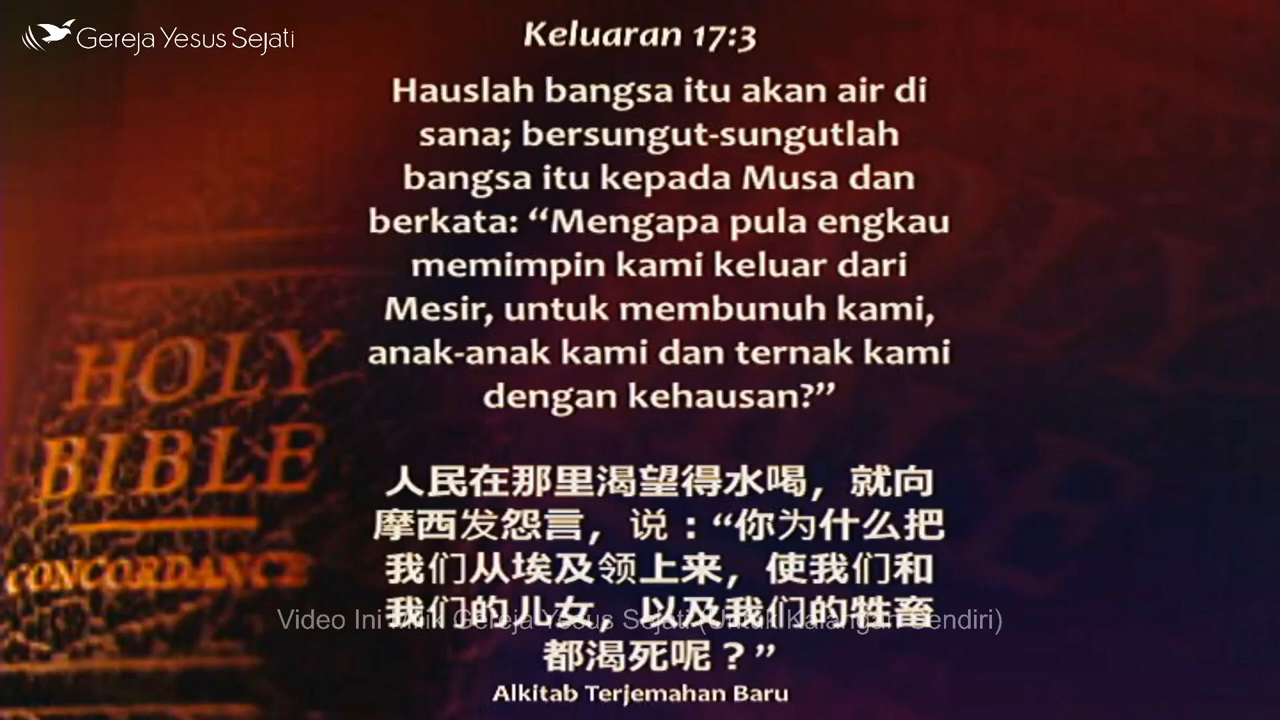 Gereja Yesus Sejati
Keluaran 17:3
Hauslah bangsa itu akan air di
sana; bersungut-sungutlah
bangsa itu kepada Musa dan
berkata: “Mengapa pula engkau
memimpin kami keluar dari
Mesir, untuk membunuh kami,
anak-anak kami dan ternak kami
dengan kehausan?”
HOLY
BIBLE
CONCORDANCE
人民在那里渴望得水喝，就向
摩西发怨言，说：“你为什么把
我们从埃及领上来，使我们和
我们的儿女，以及我们的牲畜
都渴死呢？”
Video Ini Milik Gereja Yesus Sejati (Untuk Kalangan Sendiri)
Alkitab Terjemahan Baru